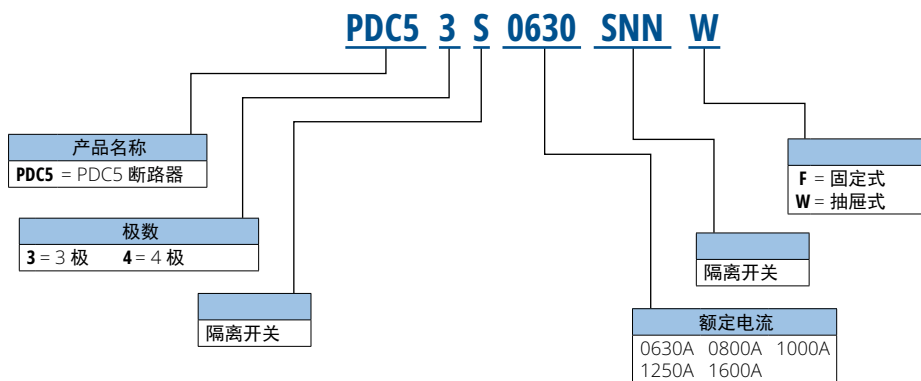 PDC5 3 S 0630 SNN W
产品名称
PDC5 = PDC5 断路器
极数
3 = 3 极 4 = 4 极
隔离开关
F = 固定式
W = 抽屉式
隔离开关
额定电流
0630A 0800A 1000A
1250A 1600A